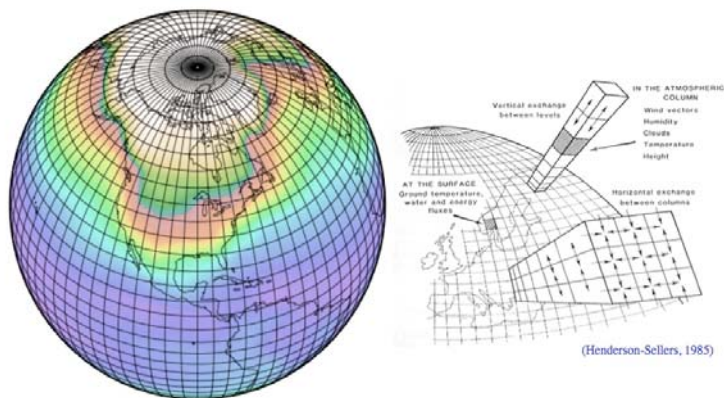 IN THE ATMOSPHERIC
COLUMN
Wind vectors
Humidity
Clouds
Temperature
Height
Vertical exchange
between levels
AT THE SURFACE
Ground temperature,
water and energy
fluxes
Horizontal exchange
between columns
(Henderson-Sellers, 1985)